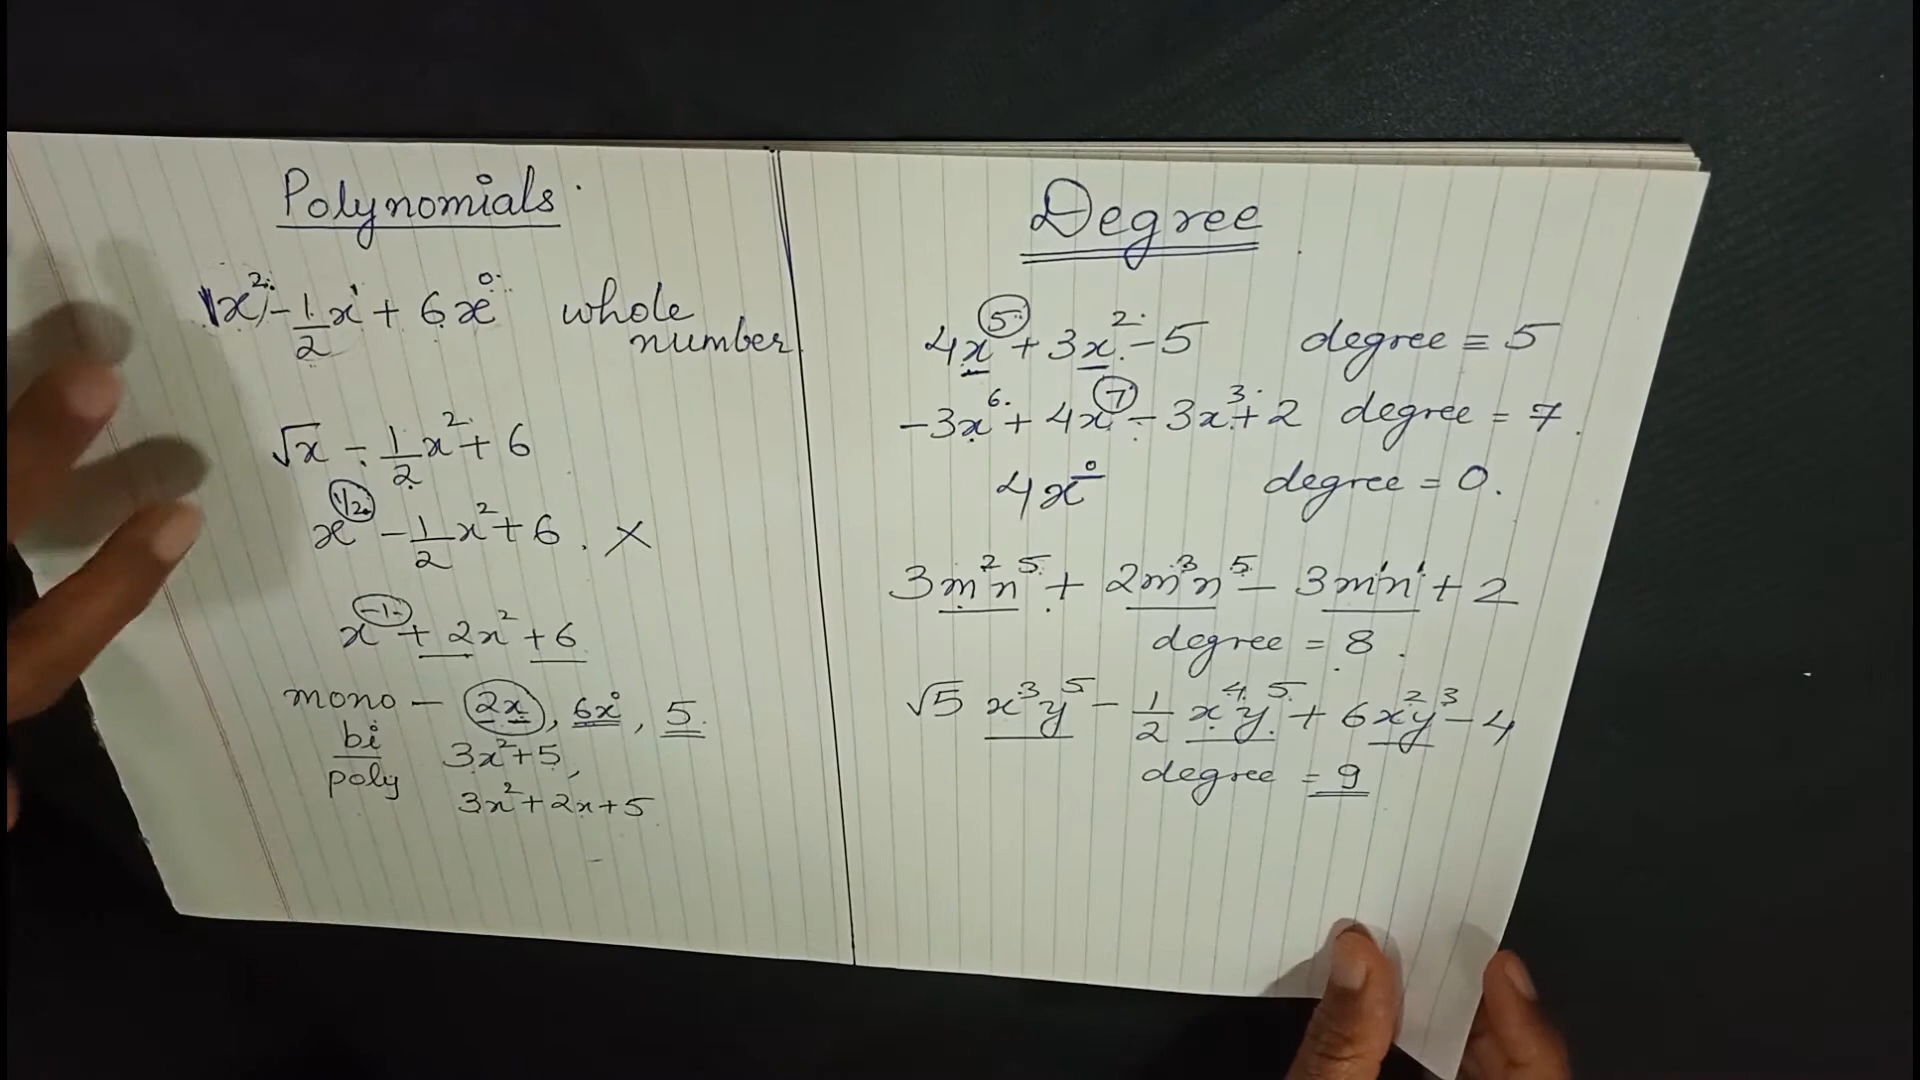 Polynomials
1x² - 1/2 x¹ + 6x⁰ whole number
√x - 1/2 x² + 6
x^(1/2) - 1/2 x² + 6. ×
x⁻¹ + 2x² + 6
mono - 2x, 6x⁰, 5
bi 3x² + 5,
poly 3x² + 2x + 5
Degree
4x⁵ + 3x² - 5 degree = 5
-3x⁶ + 4x⁷ - 3x³ + 2 degree = 7.
4x⁰ degree = 0.
3m²n⁵ + 2m³n⁵ - 3m¹n¹ + 2
degree = 8.
√5 x³y⁵ - 1/2 x⁴y⁵ + 6x²y³ - 4
degree = 9